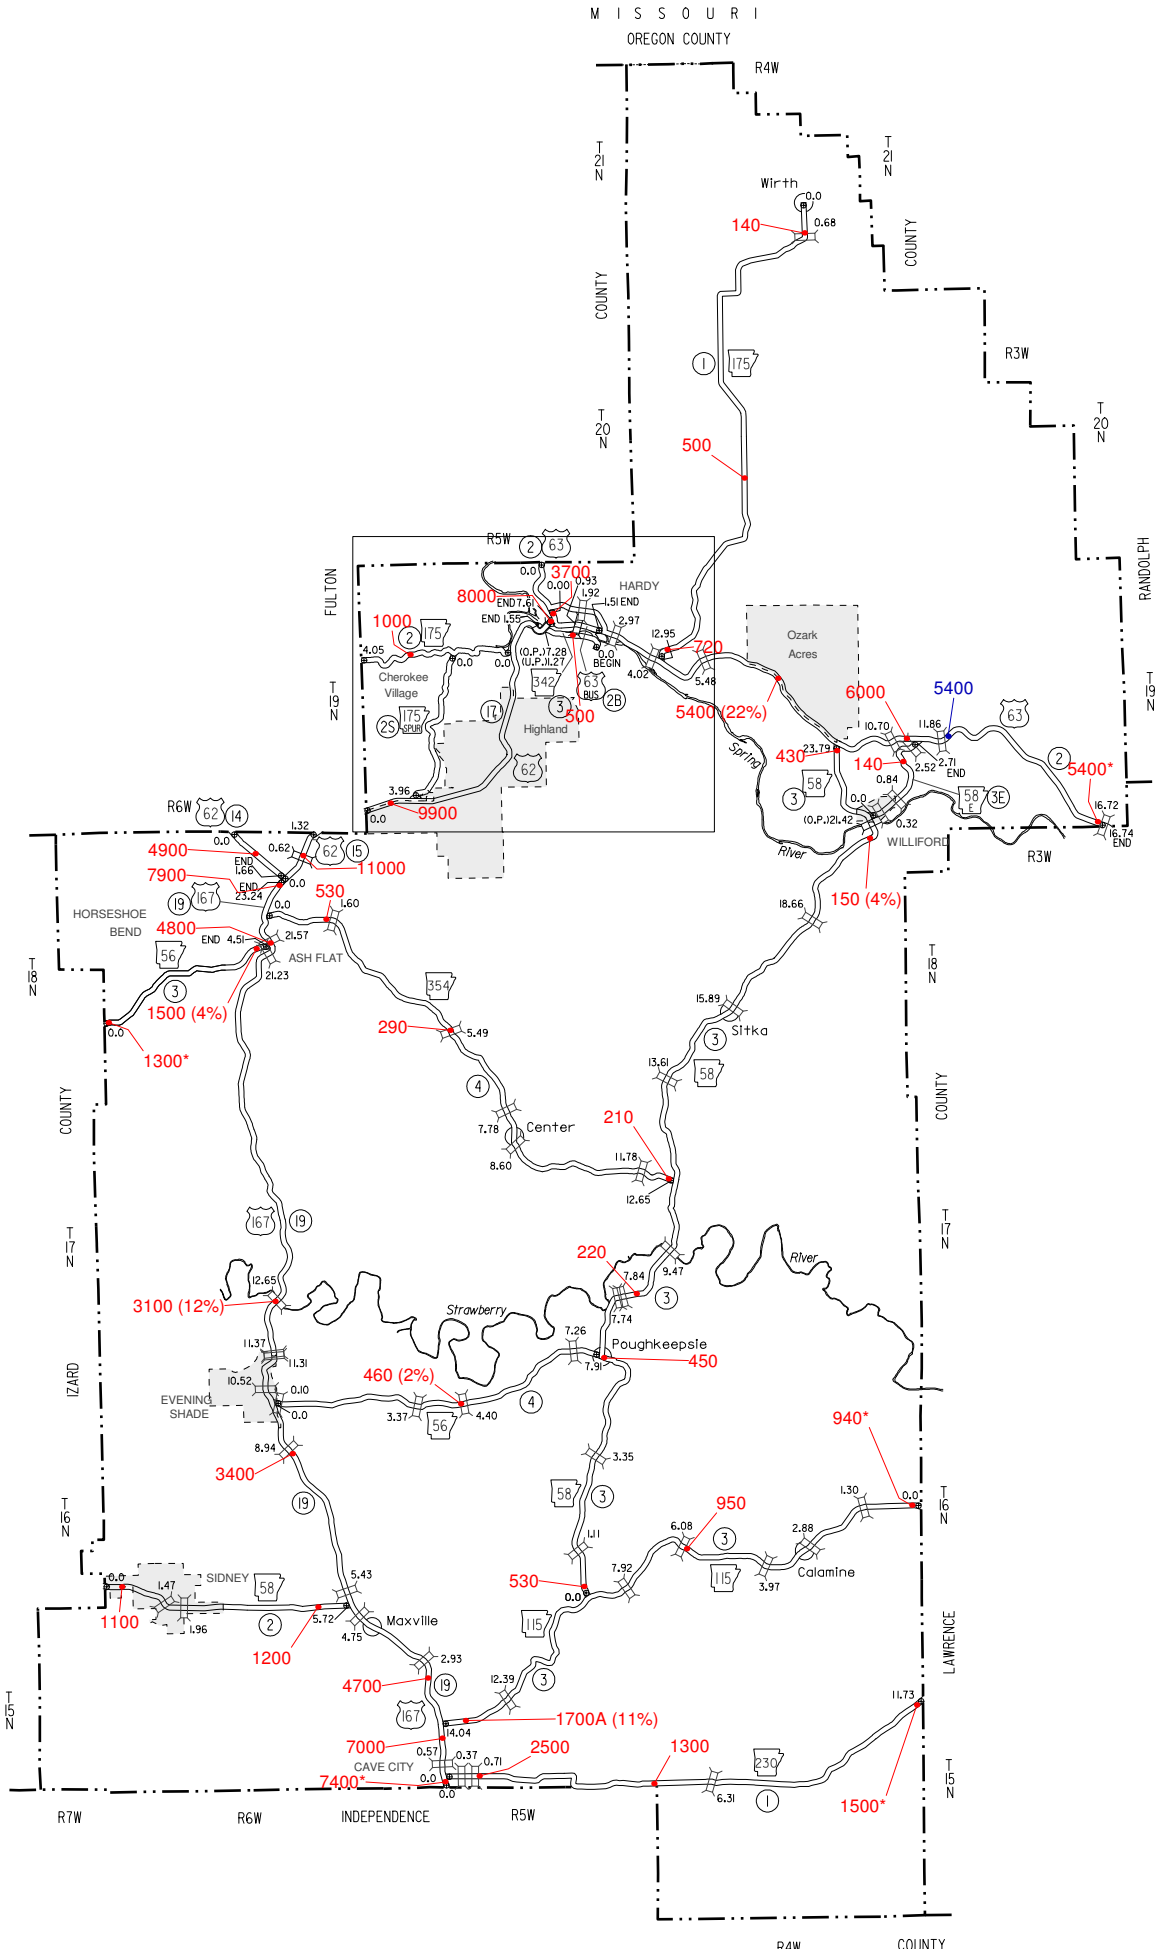 M I S S O U R I
OREGON COUNTY
R4W
T 21 N
T 21 N
Wirth
0.0
140
0.68
COUNTY
COUNTY
R3W
1
175
T 20 N
T 20 N
500
R5W
2
63
FULTON
RANDOLPH
0.0
3700
0.93
0.00
1.92
HARDY
END 7.61
8000
1.51 END
END 1.55
2.97
1000
2
175
4.05
0.0
0.0
(O.P.)7.28
(U.P.)1.27
0.0
BEGIN
12.95
720
4.02
5.48
Ozark
Acres
Cherokee
Village
342
3
63
BUS
2B
500
T 19 N
T 19 N
2S
175
SPUR
17
Highland
62
5400 (22%)
6000
5400
10.70
11.86
63
Spring
430
23.79
140
2.52
2.71
END
2
5400*
58
3
0.84
0.0
58
E
3E
(O.P.)21.42
0.32
16.72
16.74
END
3.96
9900
0.0
River
WILLIFORD
R3W
R6W
62
14
0.0
1.32
62
15
4900
END
1.66
0.62
11000
7900
END
23.24
0.0
150 (4%)
19
167
530
0.0
1.60
HORSESHOE
BEND
4800
END 4.51
21.57
18.66
56
ASH FLAT
21.23
T 18 N
T 18 N
3
1500 (4%)
354
0.0
1300*
290
5.49
15.89
Sitka
3
13.61
58
COUNTY
COUNTY
4
7.78
Center
210
8.60
11.78
12.65
T 17 N
T 17 N
167
19
220
9.47
River
7.84
12.65
3100 (12%)
Strawberry
3
7.74
11.37
11.31
7.26
Poughkeepsie
7.91
450
IZARD
10.52
0.10
460 (2%)
EVENING
SHADE
0.0
3.37
56
4.40
4
8.94
3400
3.35
940*
19
58
3
950
1.30
0.0
T 16 N
T 16 N
1.11
6.08
3
2.88
115
3.97
Calamine
0.0
SIDNEY
1.47
58
5.43
530
0.0
7.92
1100
1.96
2
5.72
1200
4.75
Maxville
115
LAWRENCE
2.93
4700
19
12.39
3
T 15 N
T 15 N
167
11.73
14.04
1700A (11%)
7000
0.57
0.37
0.71
2500
1300
230
CAVE CITY
7400*
0.0
0.0
6.31
1
1500*
R7W
R6W
INDEPENDENCE
R5W
R4W
COUNTY